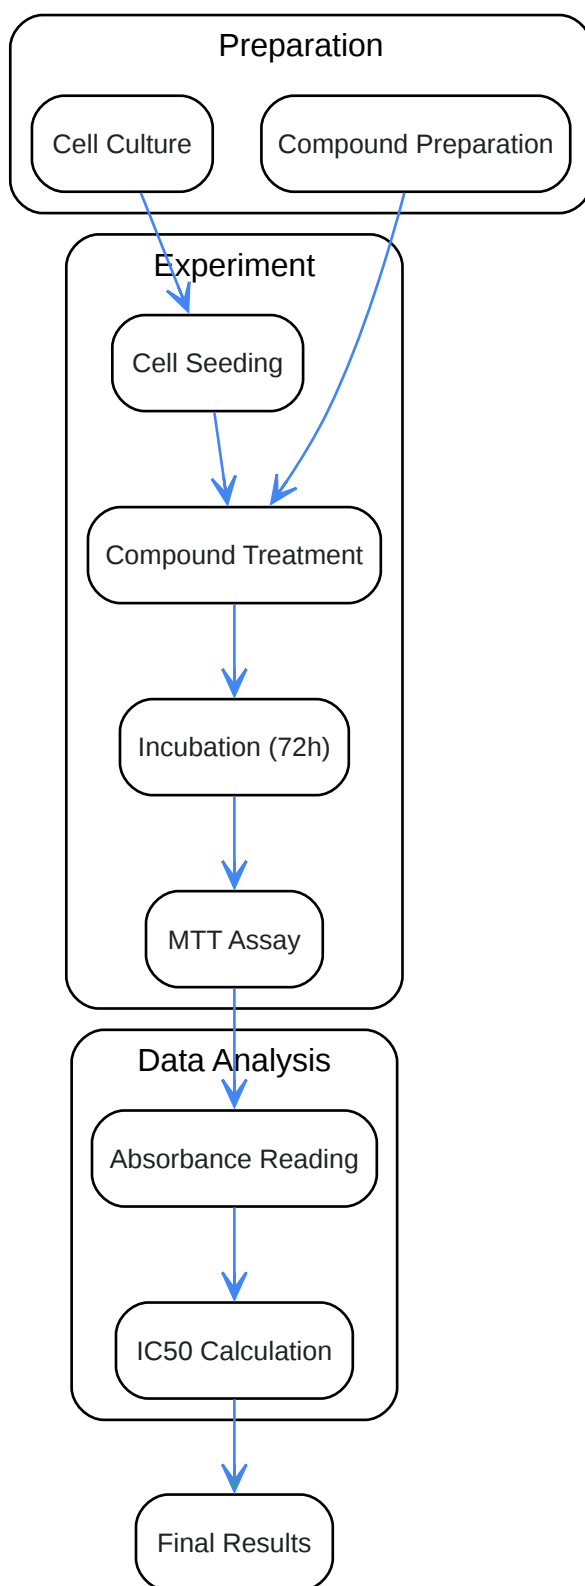 Preparation
Cell Culture
Compound Preparation
Experiment
Cell Seeding
Compound Treatment
Incubation (72h)
MTT Assay
Data Analysis
Absorbance Reading
IC50 Calculation
Final Results